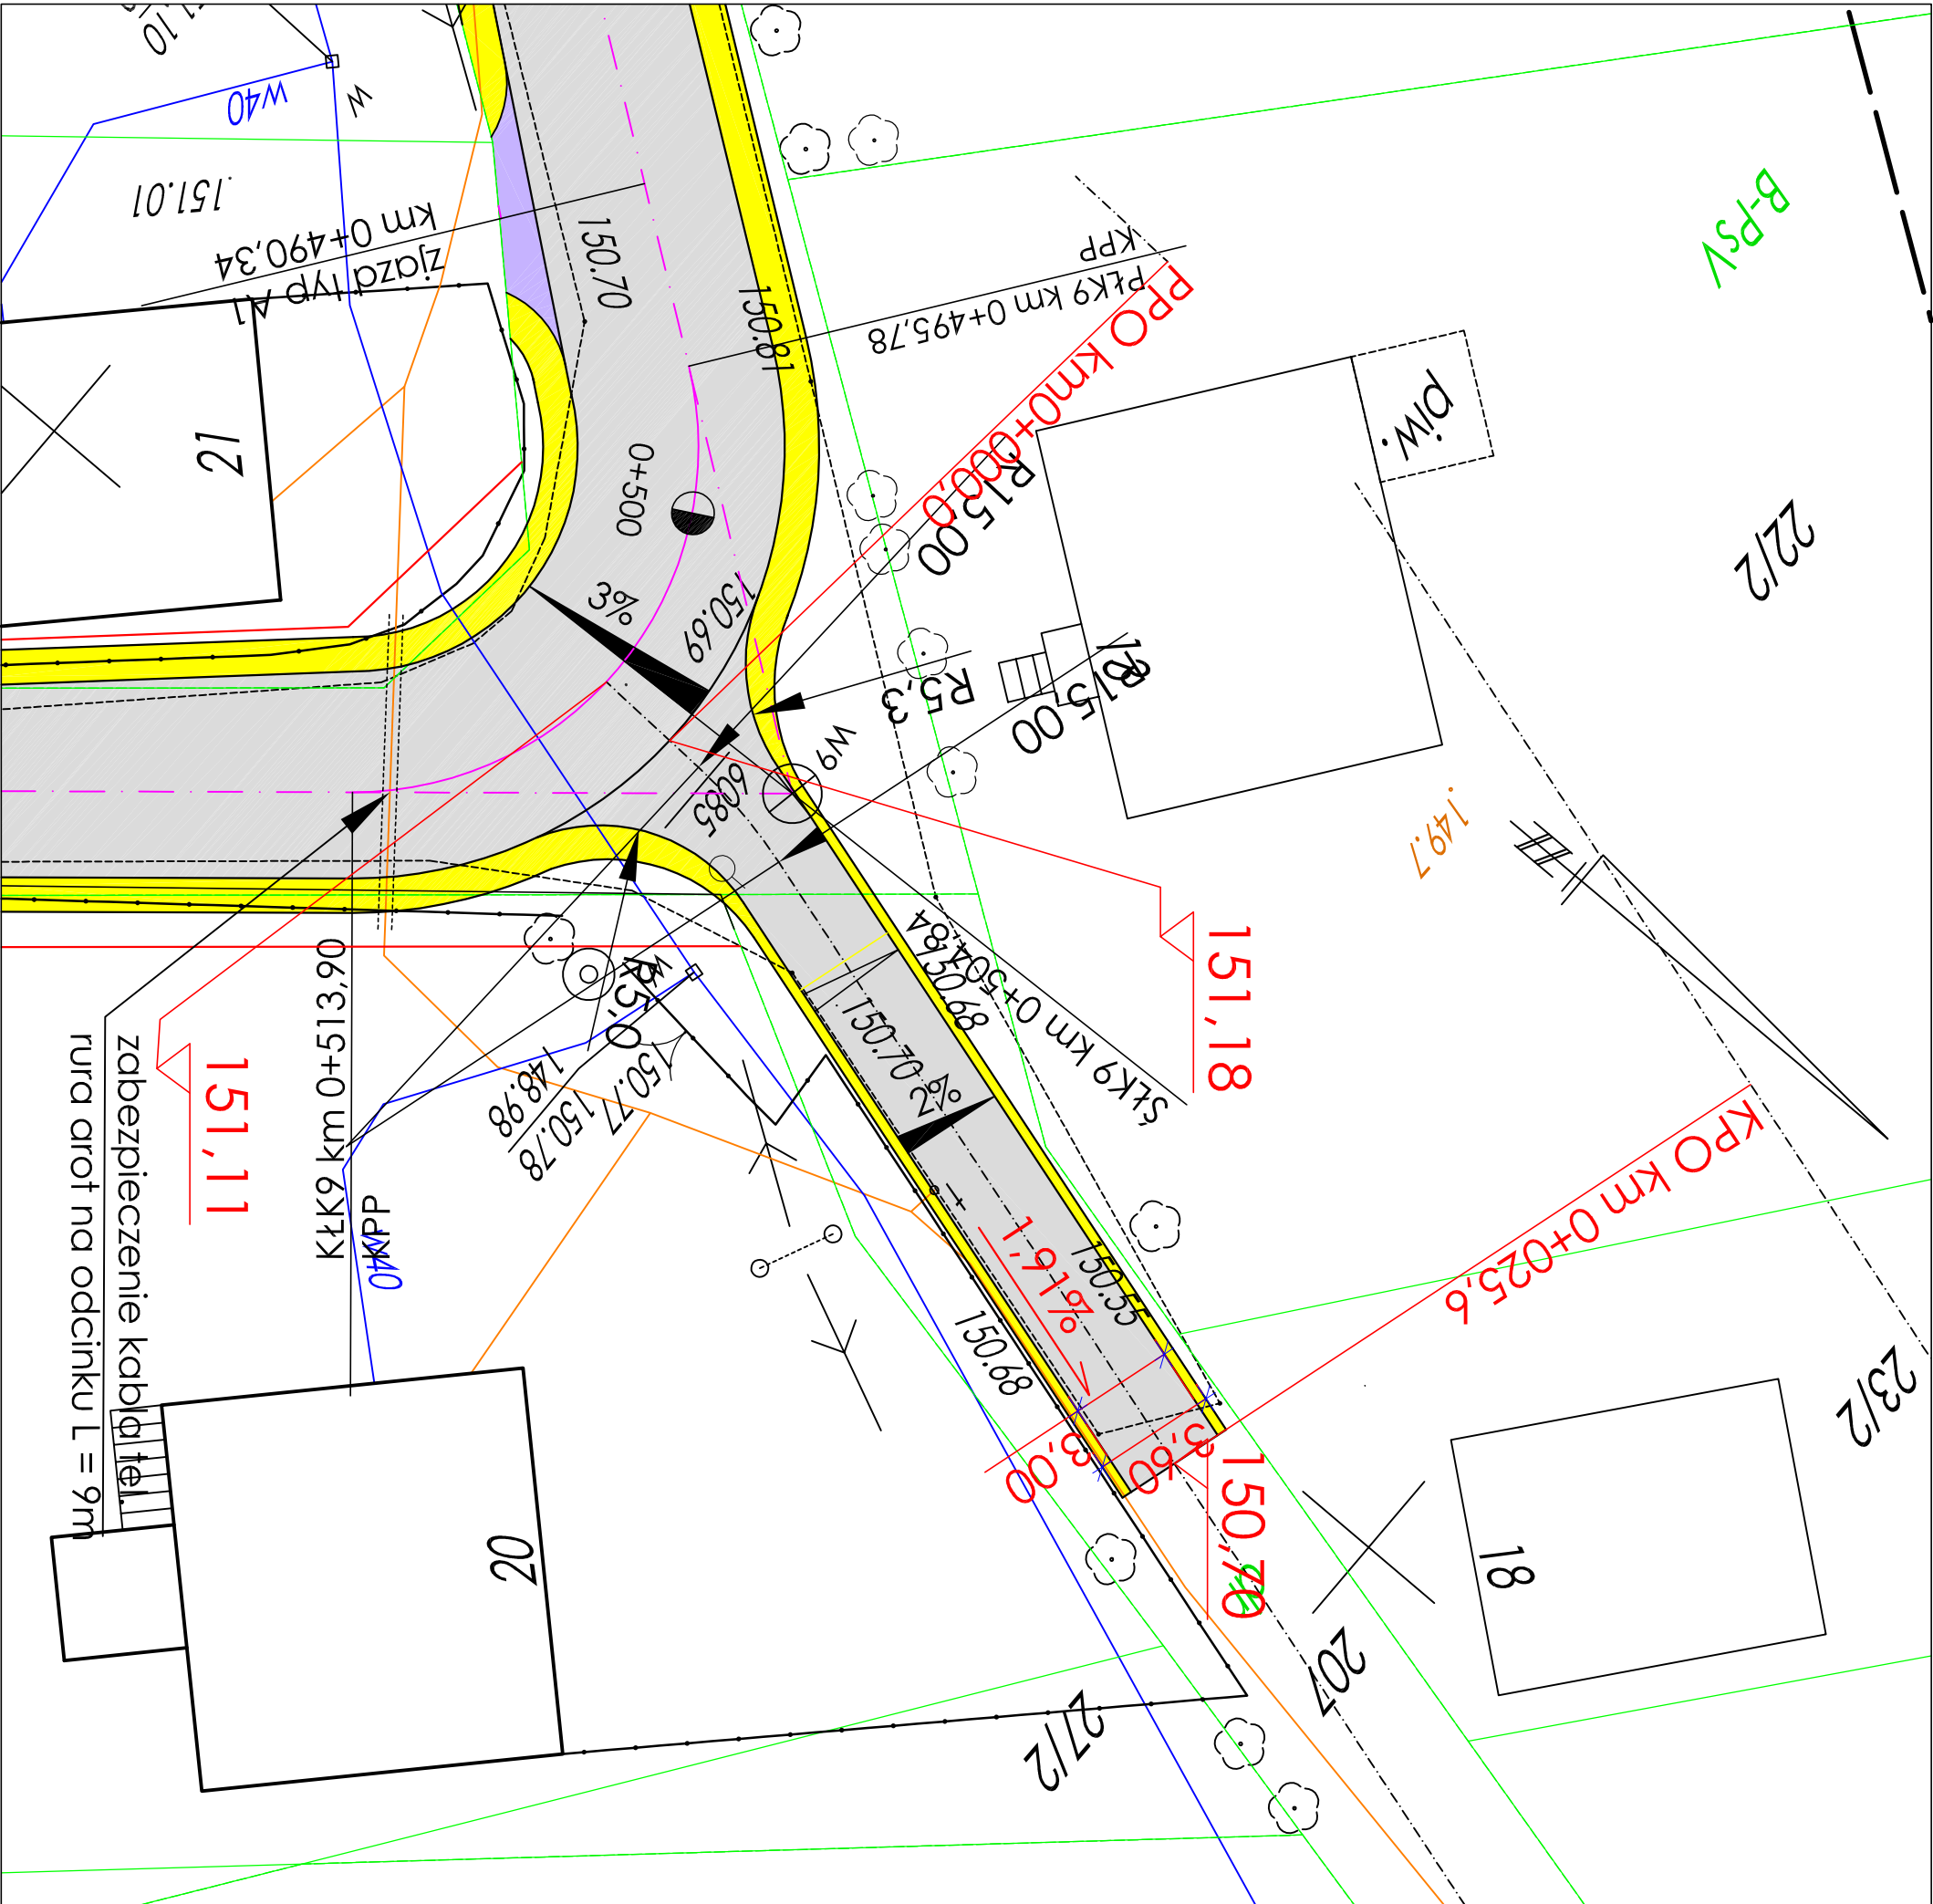 w40
W
151.01
km 0+490,34
zjazd typ A1
150.70
150.81
KPP
PŁK9 km 0+495,78
PPO km0+000,0
R15.00
B-PsV
piw.
21
0+500
3%
150.69
22/2
R5,3
R15.00
W9
6085
149.7
151,18
ŚŁK9 km 0+504,84
150.68
150.70
2%
W
R5,0
150.77
150.78
148.98
KŁK9 km 0+513,90
KPP
w40
151,11
zabezpieczenie kabla tel.
rura arot na odcinku L = 9m
1,91%
150.55
150.68
KPO km 0+025,6
3,00
3,60
150,70
23/2
20
18
207
27/2